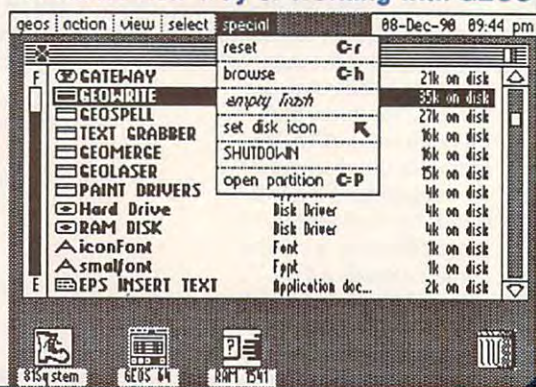 geos action view select special 08-Dec-90 09:44 pm
reset C=r
browse C=h
empty trash
set disk icon
SHUTDOWN
open partition C=P
F GATEWAY 21k on disk
GEOWRITE 35k on disk
GEOSPELL 27k on disk
TEXT GRABBER 16k on disk
GEOMERGE 16k on disk
GEOLASER 15k on disk
PAINT DRIVERS 4k on disk
Hard Drive Disk Driver 4k on disk
RAM DISK Disk Driver 4k on disk
iconFont Font 1k on disk
smalfont Font 1k on disk
E EPS INSERT TEXT Application doc... 2k on disk
81System GEOS 64 RAM 1541